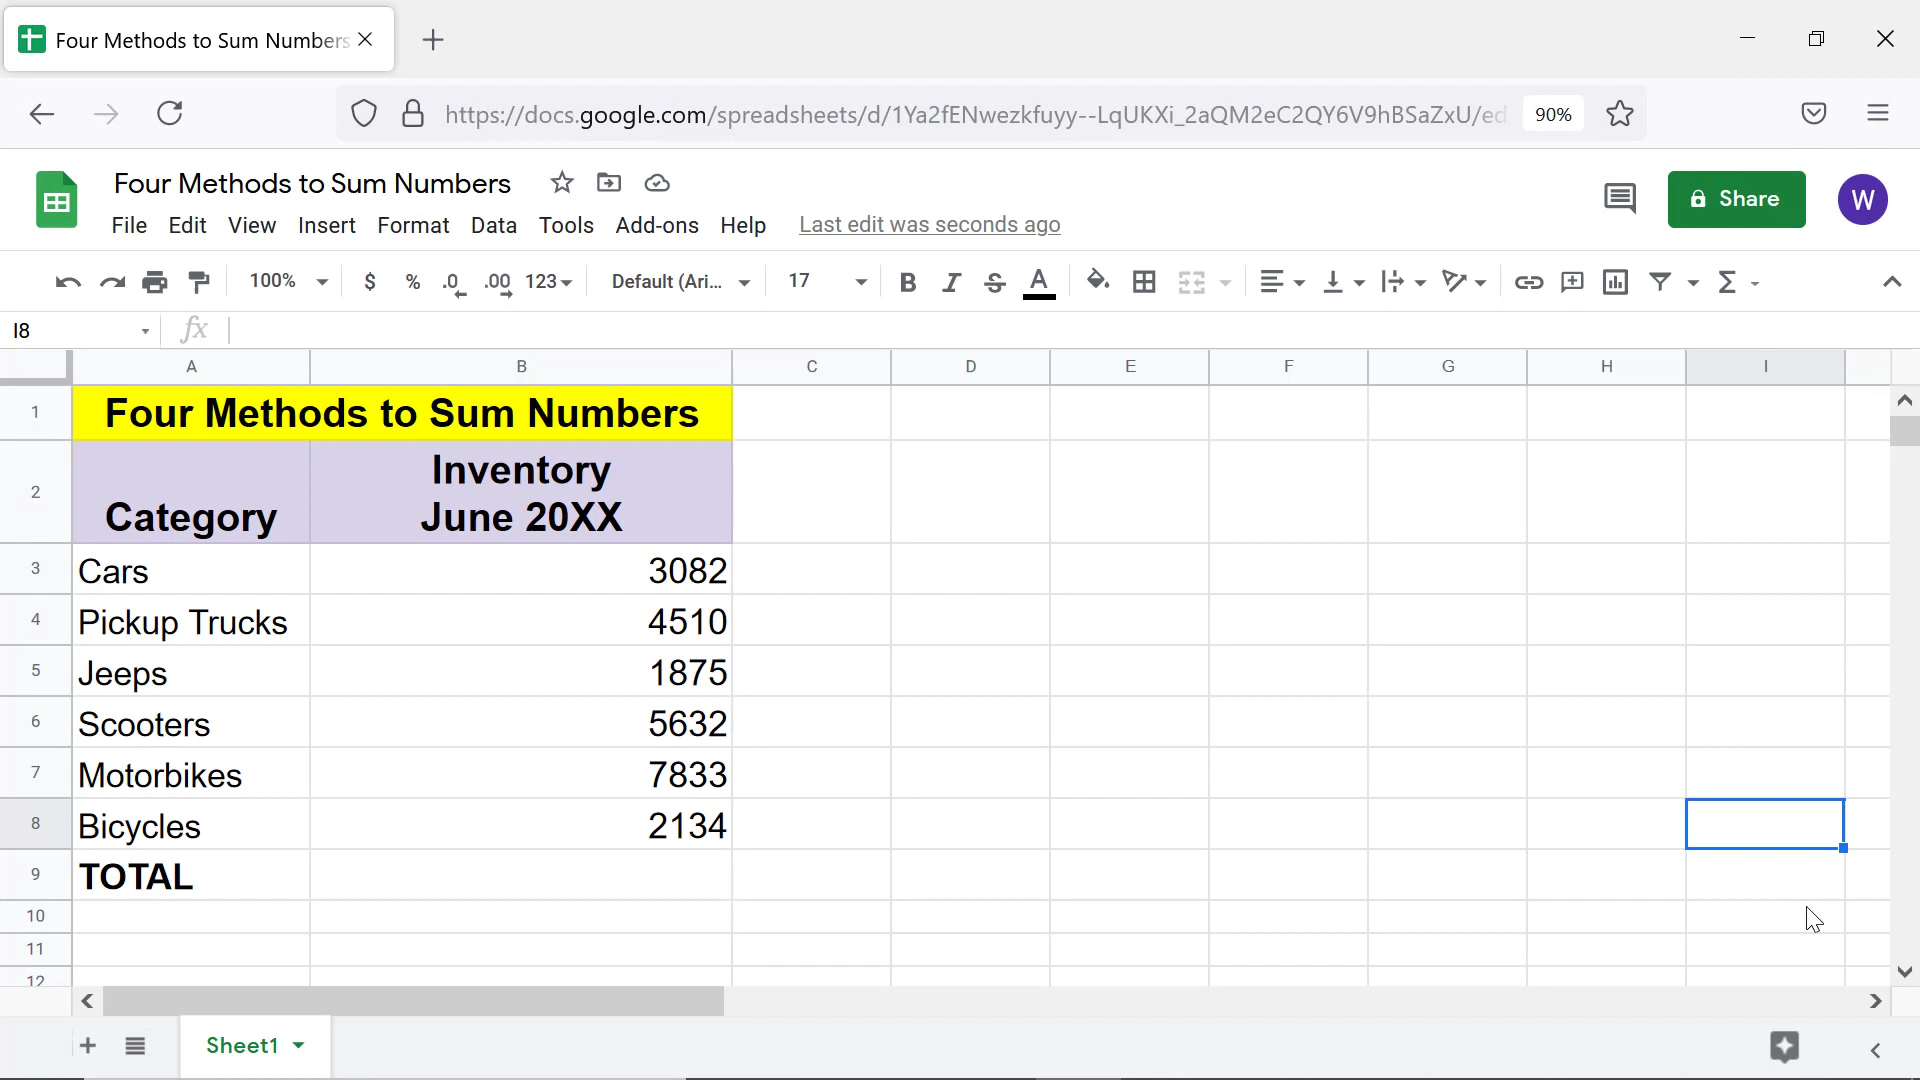 Four Methods to Sum Numbers
https://docs.google.com/spreadsheets/d/1Ya2fENwezkfuyy--LqUKXi_2aQM2eC2QY6V9hBSaZxU/ed 90%
Four Methods to Sum Numbers
Share W
File Edit View Insert Format Data Tools Add-ons Help Last edit was seconds ago
100% $ % .0 .00 123 Default (Ari... 17 B I S A Σ
I8 fx
A B C D E F G H I
1 Four Methods to Sum Numbers
2 Category Inventory
June 20XX
3 Cars 3082
4 Pickup Trucks 4510
5 Jeeps 1875
6 Scooters 5632
7 Motorbikes 7833
8 Bicycles 2134
9 TOTAL
10
11
12
Sheet1